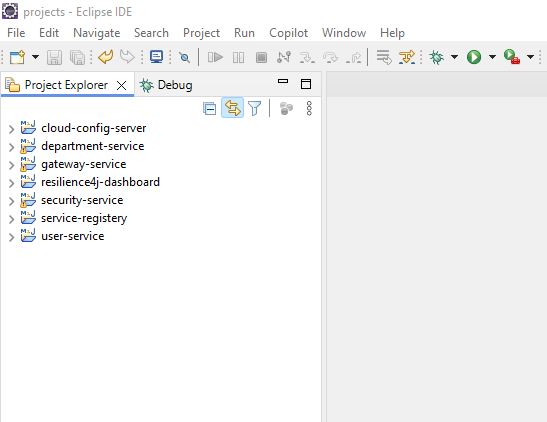 projects - Eclipse IDE
File Edit Navigate Search Project Run Copilot Window Help
Project Explorer Debug
cloud-config-server
department-service
gateway-service
resilience4j-dashboard
security-service
service-registery
user-service